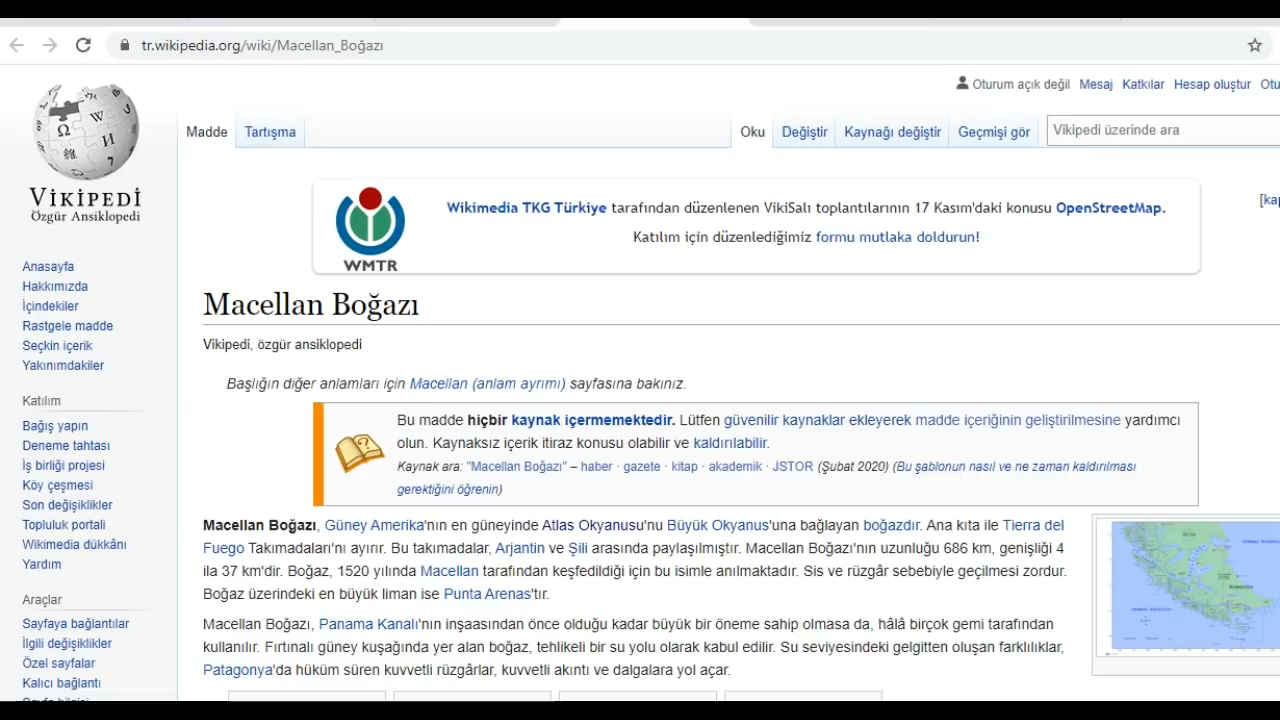 tr.wikipedia.org/wiki/Macellan_Boğazı
Oturum açık değil Mesaj Katkılar Hesap oluştur
Madde Tartışma Oku Değiştir Kaynağı değiştir Geçmişi gör Vikipedi üzerinde ara
VİKİPEDİ
Özgür Ansiklopedi
Wikimedia TKG Türkiye tarafından düzenlenen VikiSalı toplantılarının 17 Kasım'daki konusu OpenStreetMap.
Katılım için düzenlediğimiz formu mutlaka doldurun!
WMTR
Anasayfa
Hakkımızda
İçindekiler
Rastgele madde
Seçkin içerik
Yakınımdakiler
Katılım
Bağış yapın
Deneme tahtası
İş birliği projesi
Köy çeşmesi
Son değişiklikler
Topluluk portali
Wikimedia dükkânı
Yardım
Araçlar
Sayfaya bağlantılar
İlgili değişiklikler
Özel sayfalar
Kalıcı bağlantı
Macellan Boğazı
Vikipedi, özgür ansiklopedi
Başlığın diğer anlamları için Macellan (anlam ayrımı) sayfasına bakınız.
Bu madde hiçbir kaynak içermemektedir. Lütfen güvenilir kaynaklar ekleyerek madde içeriğinin geliştirilmesine yardımcı
olun. Kaynaksız içerik itiraz konusu olabilir ve kaldırılabilir.
Kaynak ara: "Macellan Boğazı" – haber · gazete · kitap · akademik · JSTOR (Şubat 2020) (Bu şablonun nasıl ve ne zaman kaldırılması
gerektiğini öğrenin)
Macellan Boğazı, Güney Amerika'nın en güneyinde Atlas Okyanusu'nu Büyük Okyanus'una bağlayan boğazdır. Ana kıta ile Tierra del
Fuego Takımadaları'nı ayırır. Bu takımadalar, Arjantin ve Şili arasında paylaşılmıştır. Macellan Boğazı'nın uzunluğu 686 km, genişliği 4
ila 37 km'dir. Boğaz, 1520 yılında Macellan tarafından keşfedildiği için bu isimle anılmaktadır. Sis ve rüzgâr sebebiyle geçilmesi zordur.
Boğaz üzerindeki en büyük liman ise Punta Arenas'tır.
Macellan Boğazı, Panama Kanalı'nın inşaasından önce olduğu kadar büyük bir öneme sahip olmasa da, hâlâ birçok gemi tarafından
kullanılır. Fırtınalı güney kuşağında yer alan boğaz, tehlikeli bir su yolu olarak kabul edilir. Su seviyesindeki gelgitten oluşan farklılıklar,
Patagonya'da hüküm süren kuvvetli rüzgârlar, kuvvetli akıntı ve dalgalara yol açar.